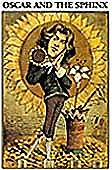 OSCAR AND THE SPHINX